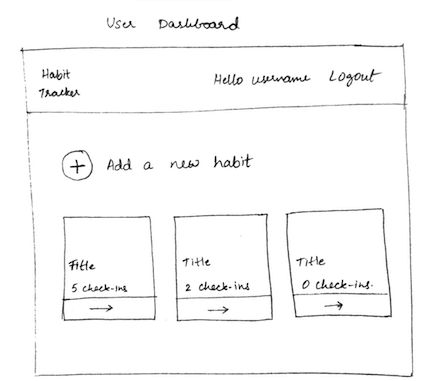 User Dashboard
Habit
Tracker
Hello username Logout
+ Add a new habit
Title
5 check-ins
→
Title
2 check-ins
→
Title
0 check-ins.
→